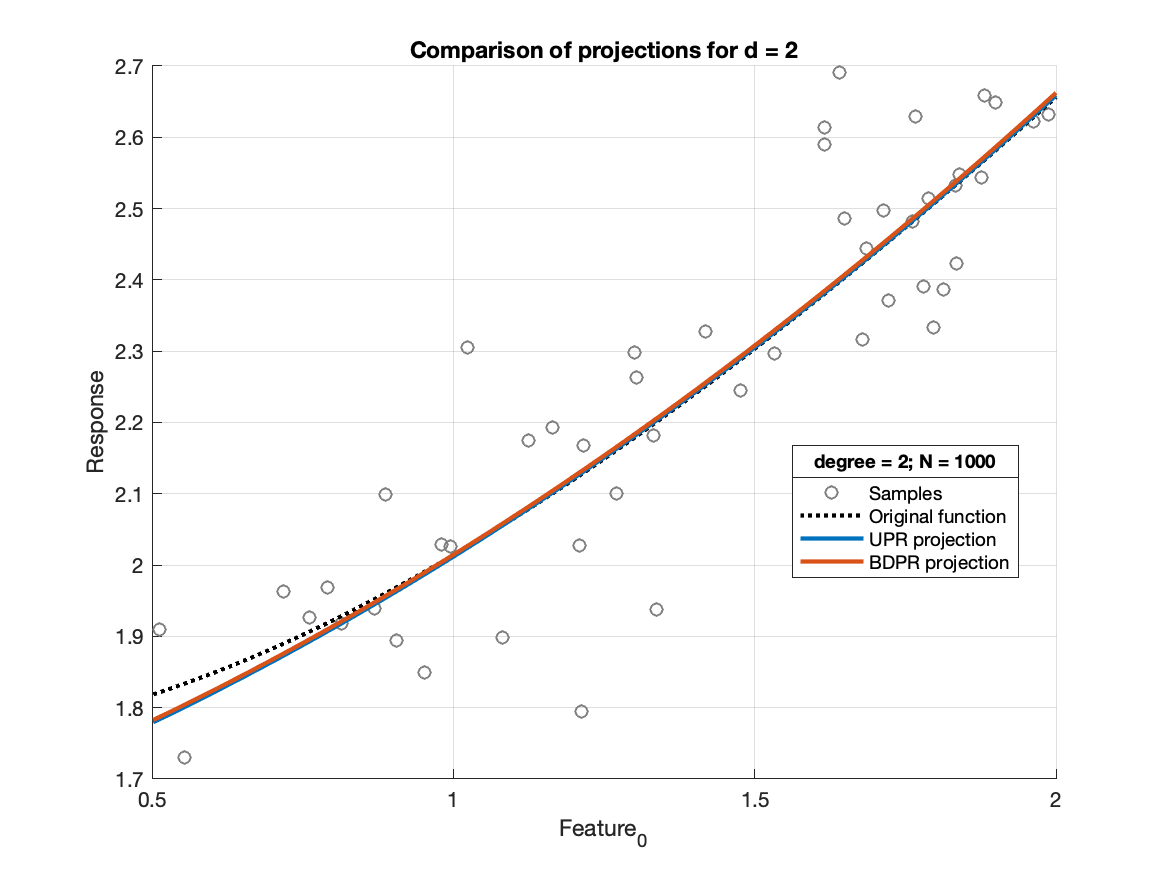 Comparison of projections for d = 2
2.7
2.6
2.5
2.4
2.3
2.2
2.1
2
1.9
1.8
1.7
Response
degree = 2; N = 1000
Samples
Original function
UPR projection
BDPR projection
0.5
1
1.5
2
Feature0